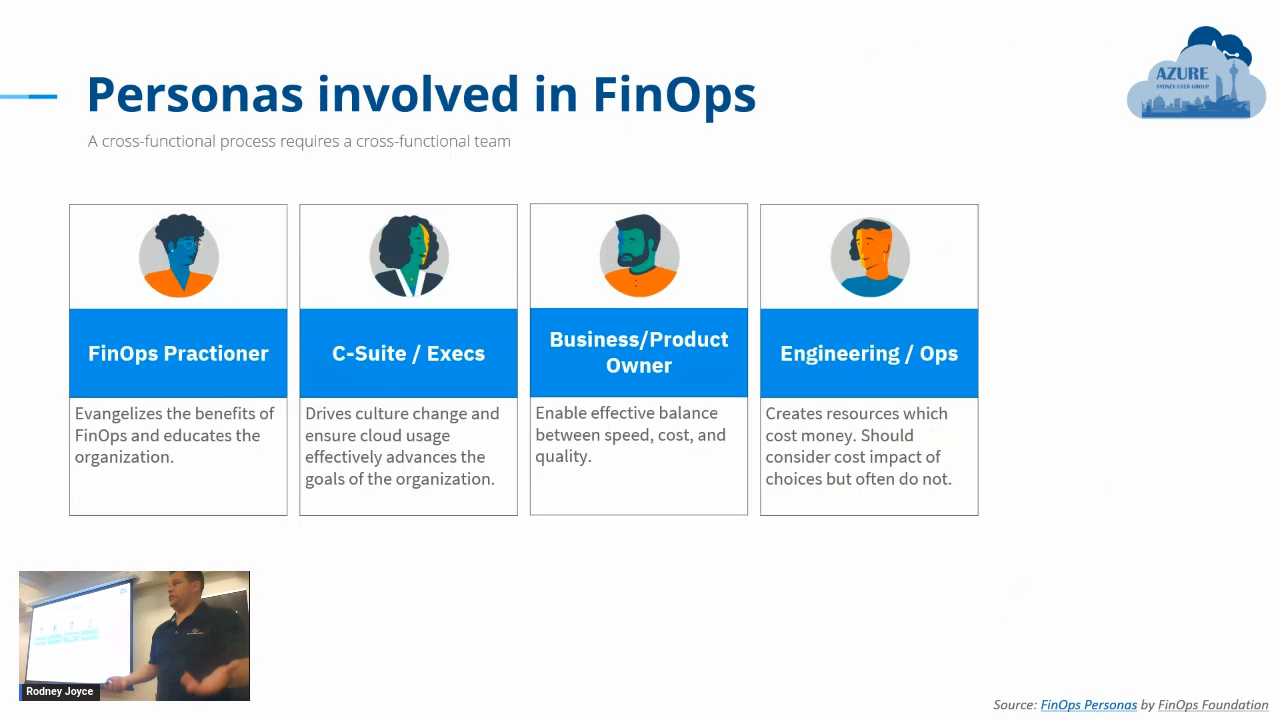 Personas involved in FinOps
A cross-functional process requires a cross-functional team
AZURE
SYDNEY USER GROUP
FinOps Practioner
Evangelizes the benefits of
FinOps and educates the
organization.
C-Suite / Execs
Drives culture change and
ensure cloud usage
effectively advances the
goals of the organization.
Business/Product
Owner
Enable effective balance
between speed, cost, and
quality.
Engineering / Ops
Creates resources which
cost money. Should
consider cost impact of
choices but often do not.
Rodney Joyce
Source: FinOps Personas by FinOps Foundation